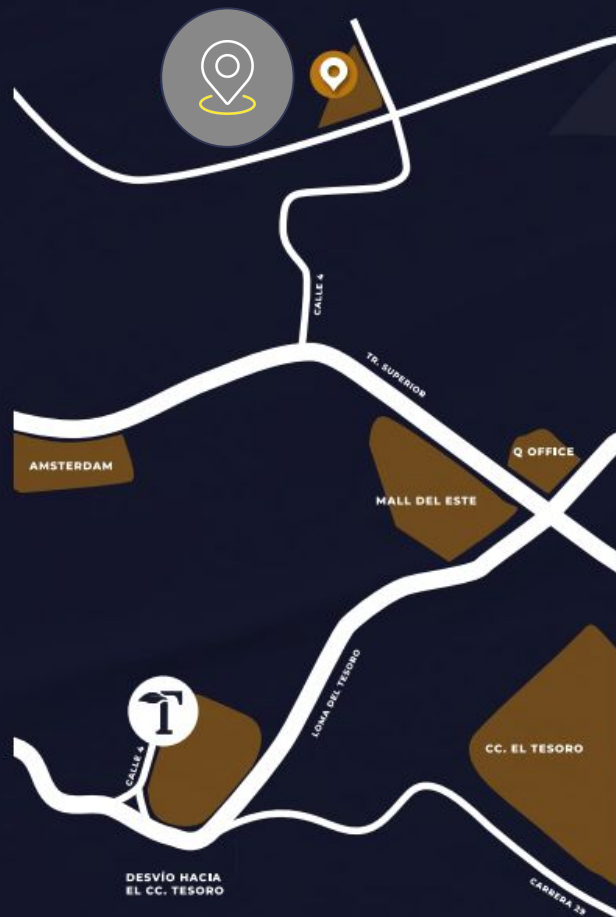 CALLE 4
TR. SUPERIOR
AMSTERDAM
Q OFFICE
MALL DEL ESTE
LOMA DEL TESORO
T
CALLE 4
CC. EL TESORO
DESVÍO HACIA
EL CC. TESORO
CARRERA 29